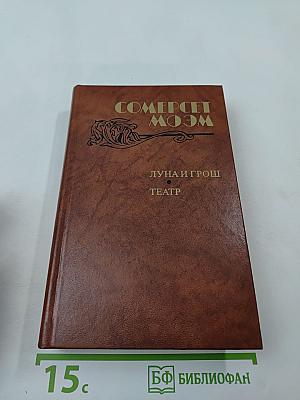 СОМЕРСЕТ
МОЭМ
ЛУНА И ГРОШ
ТЕАТР
15с
БФ БИБЛИОФАН